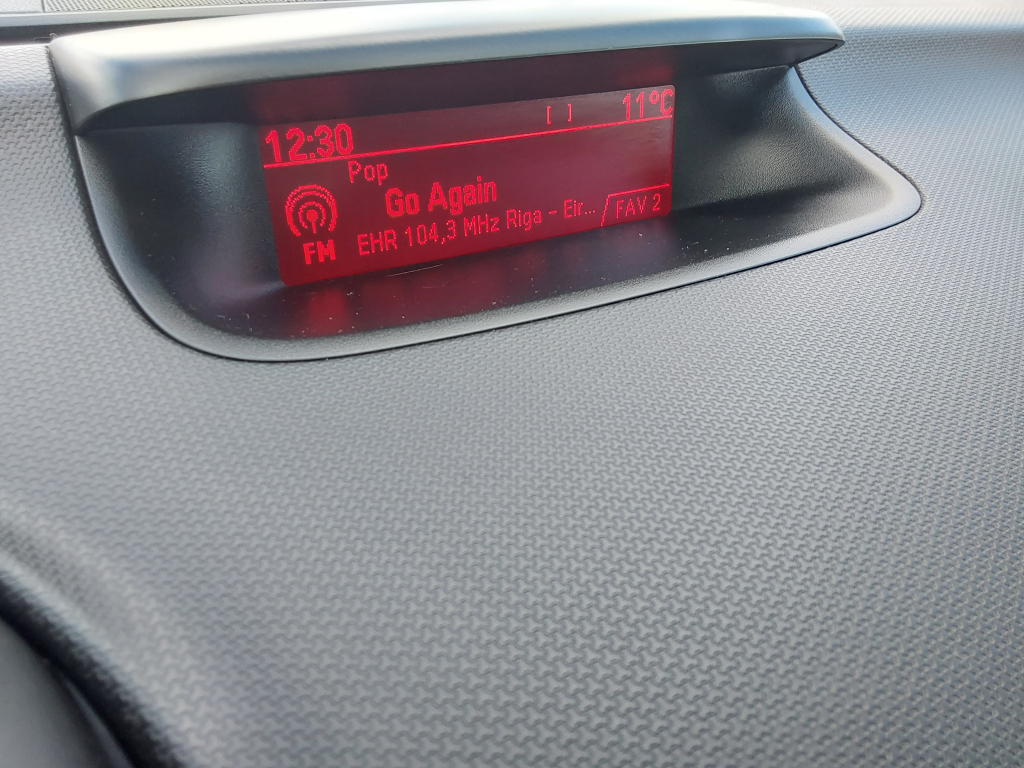 12:30 [ ] 11°C
Pop
Go Again
FM EHR 104,3 MHz Riga - Eir... FAV 2